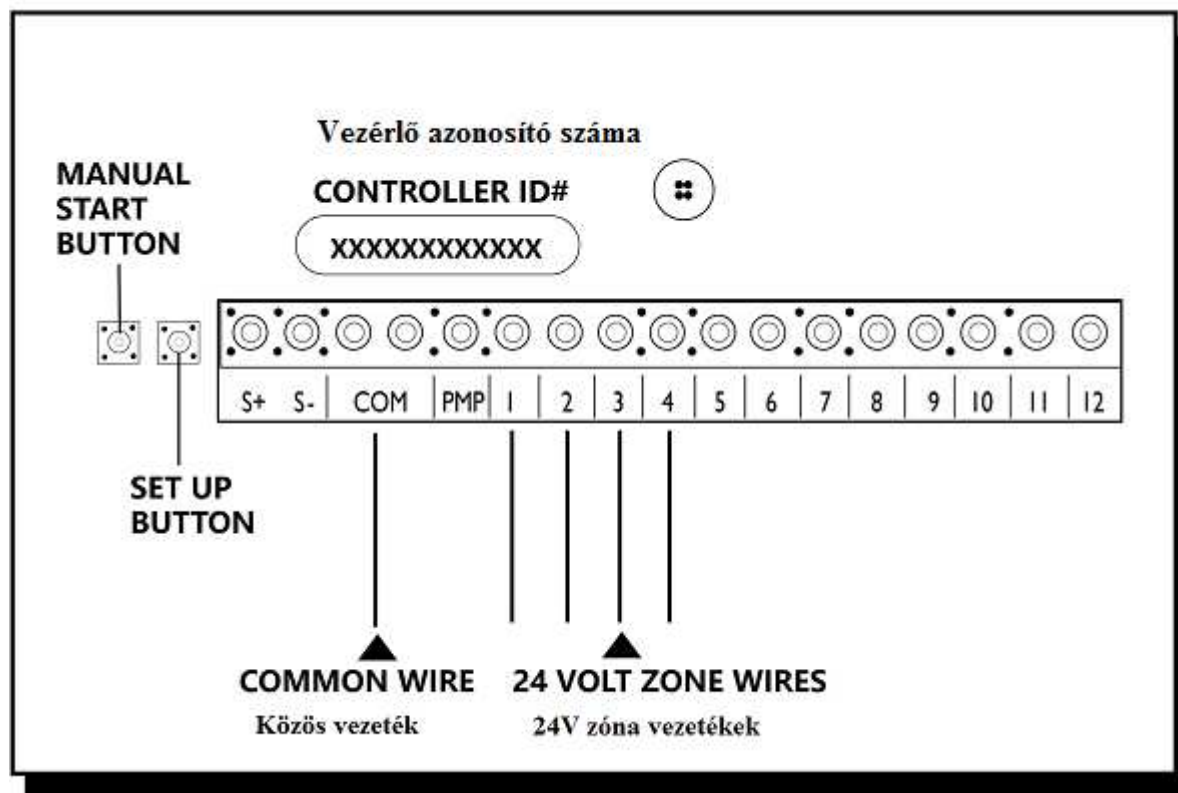 Vezérlő azonosító száma
MANUAL
START
BUTTON
CONTROLLER ID#
XXXXXXXXXXXX
S+ S- COM PMP 1 2 3 4 5 6 7 8 9 10 11 12
SET UP
BUTTON
COMMON WIRE 24 VOLT ZONE WIRES
Közös vezeték 24V zóna vezetékek